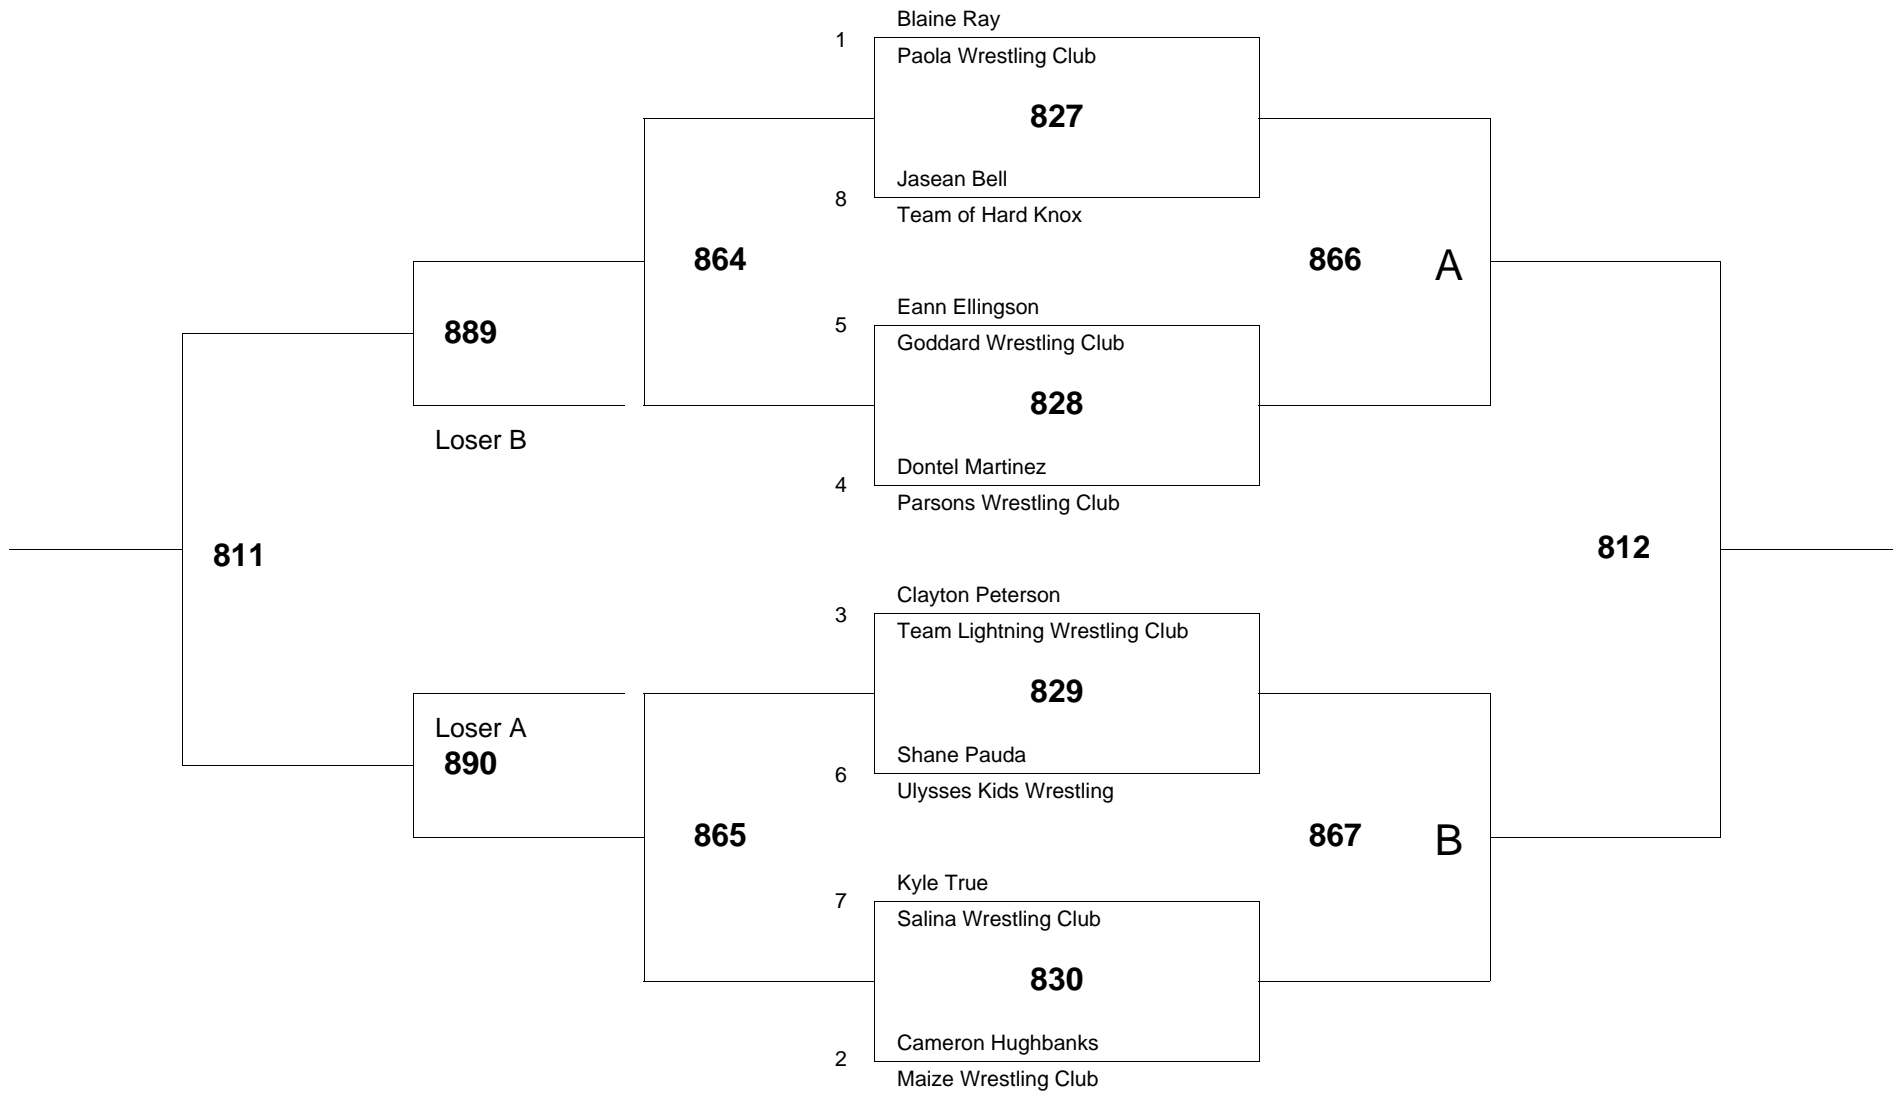 Blaine Ray
1
Paola Wrestling Club
827
Jasean Bell
8
Team of Hard Knox
864
866
A
Eann Ellingson
5
889
Goddard Wrestling Club
828
Loser B
Dontel Martinez
4
Parsons Wrestling Club
811
812
Clayton Peterson
3
Team Lightning Wrestling Club
829
Loser A
890
Shane Pauda
6
Ulysses Kids Wrestling
865
867
B
Kyle True
7
Salina Wrestling Club
830
Cameron Hughbanks
2
Maize Wrestling Club